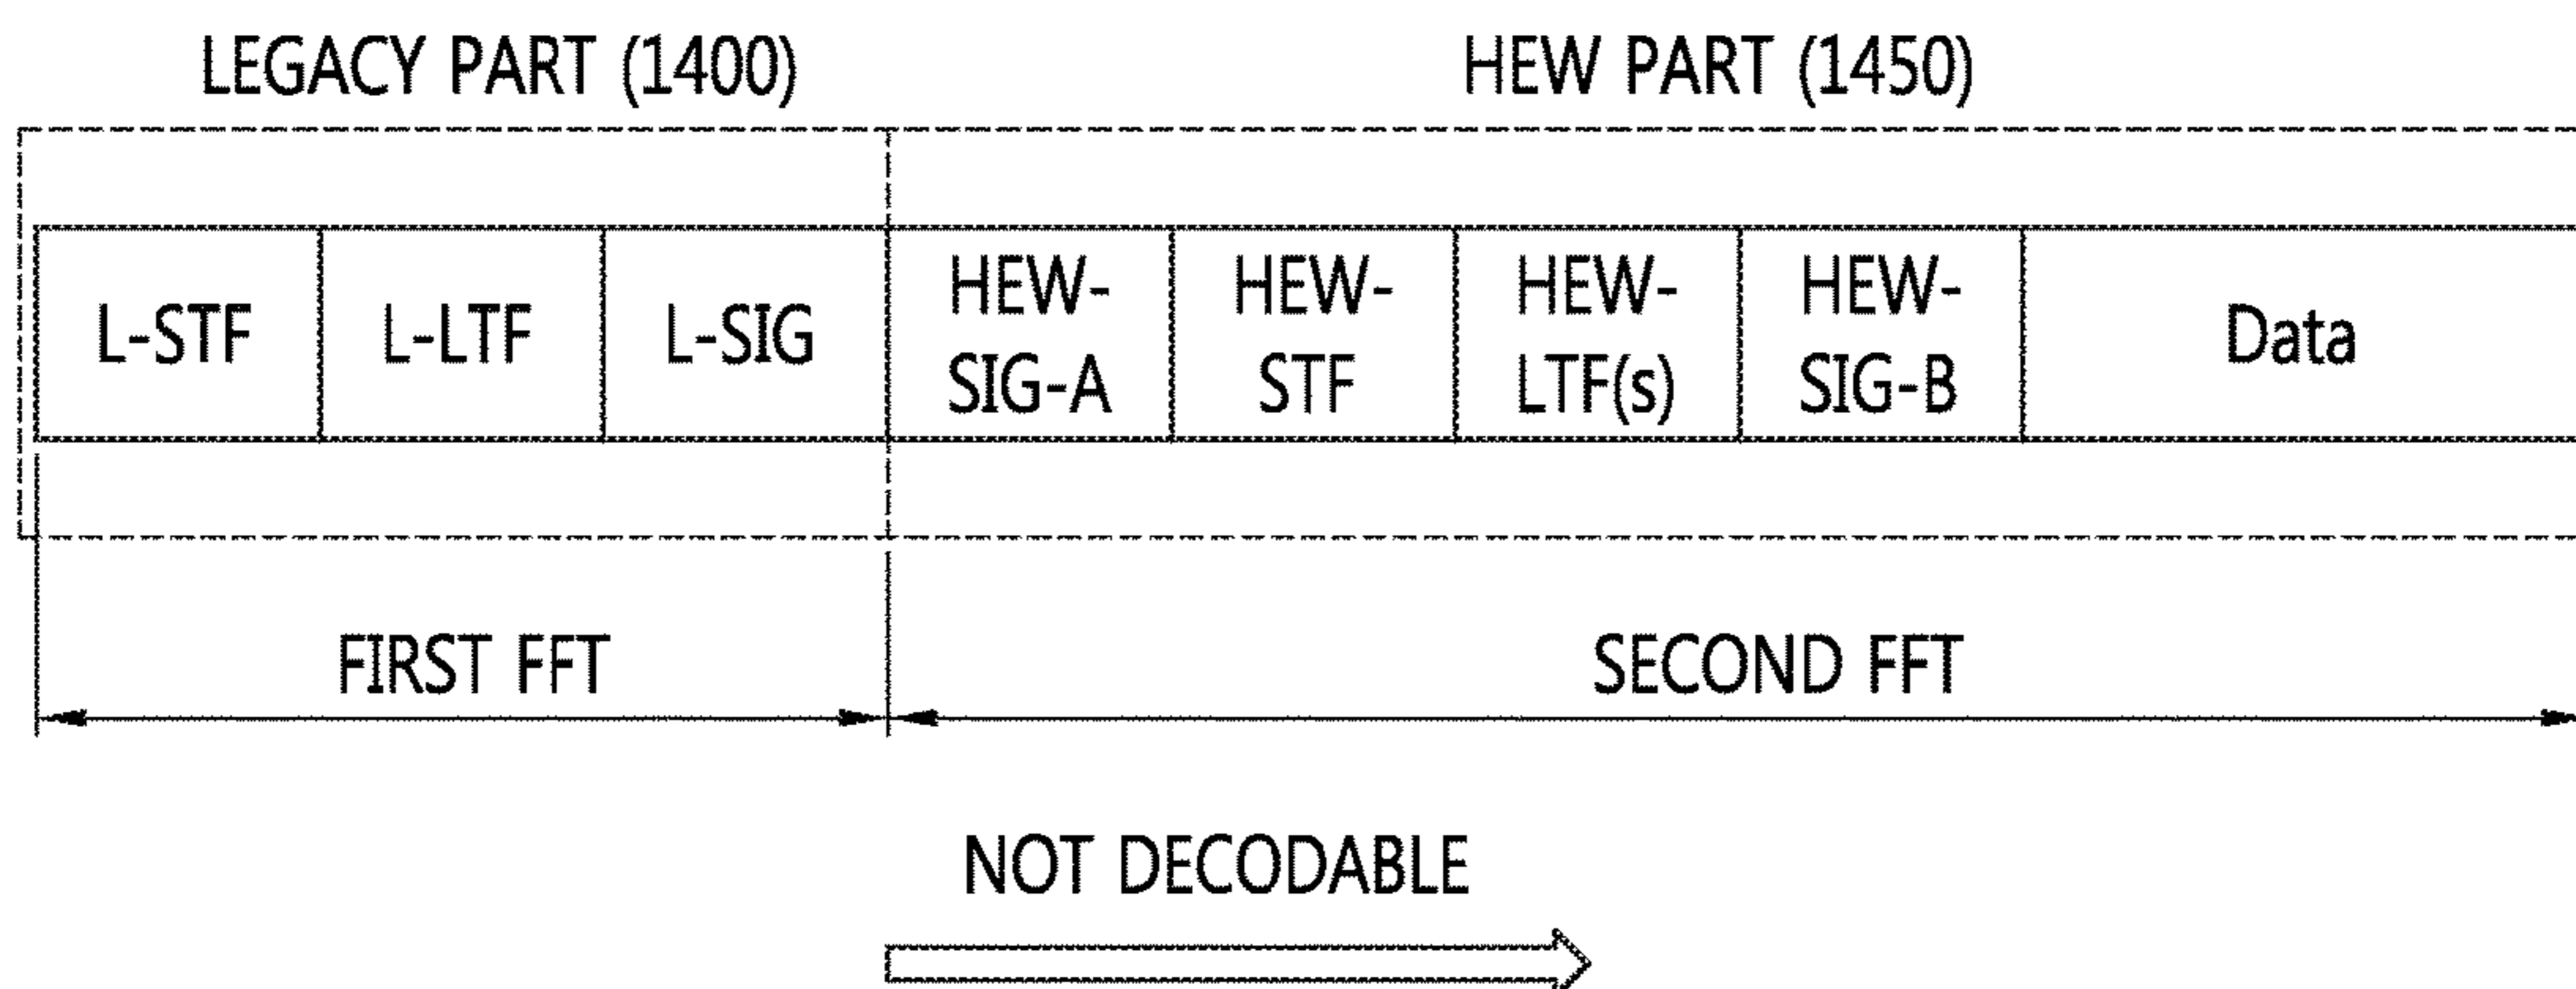 LEGACY PART (1400)
HEW PART (1450)
L-STF
L-LTF
L-SIG
HEW-
SIG-A
HEW-
STF
HEW-
LTF(s)
HEW-
SIG-B
Data
FIRST FFT
SECOND FFT
NOT DECODABLE